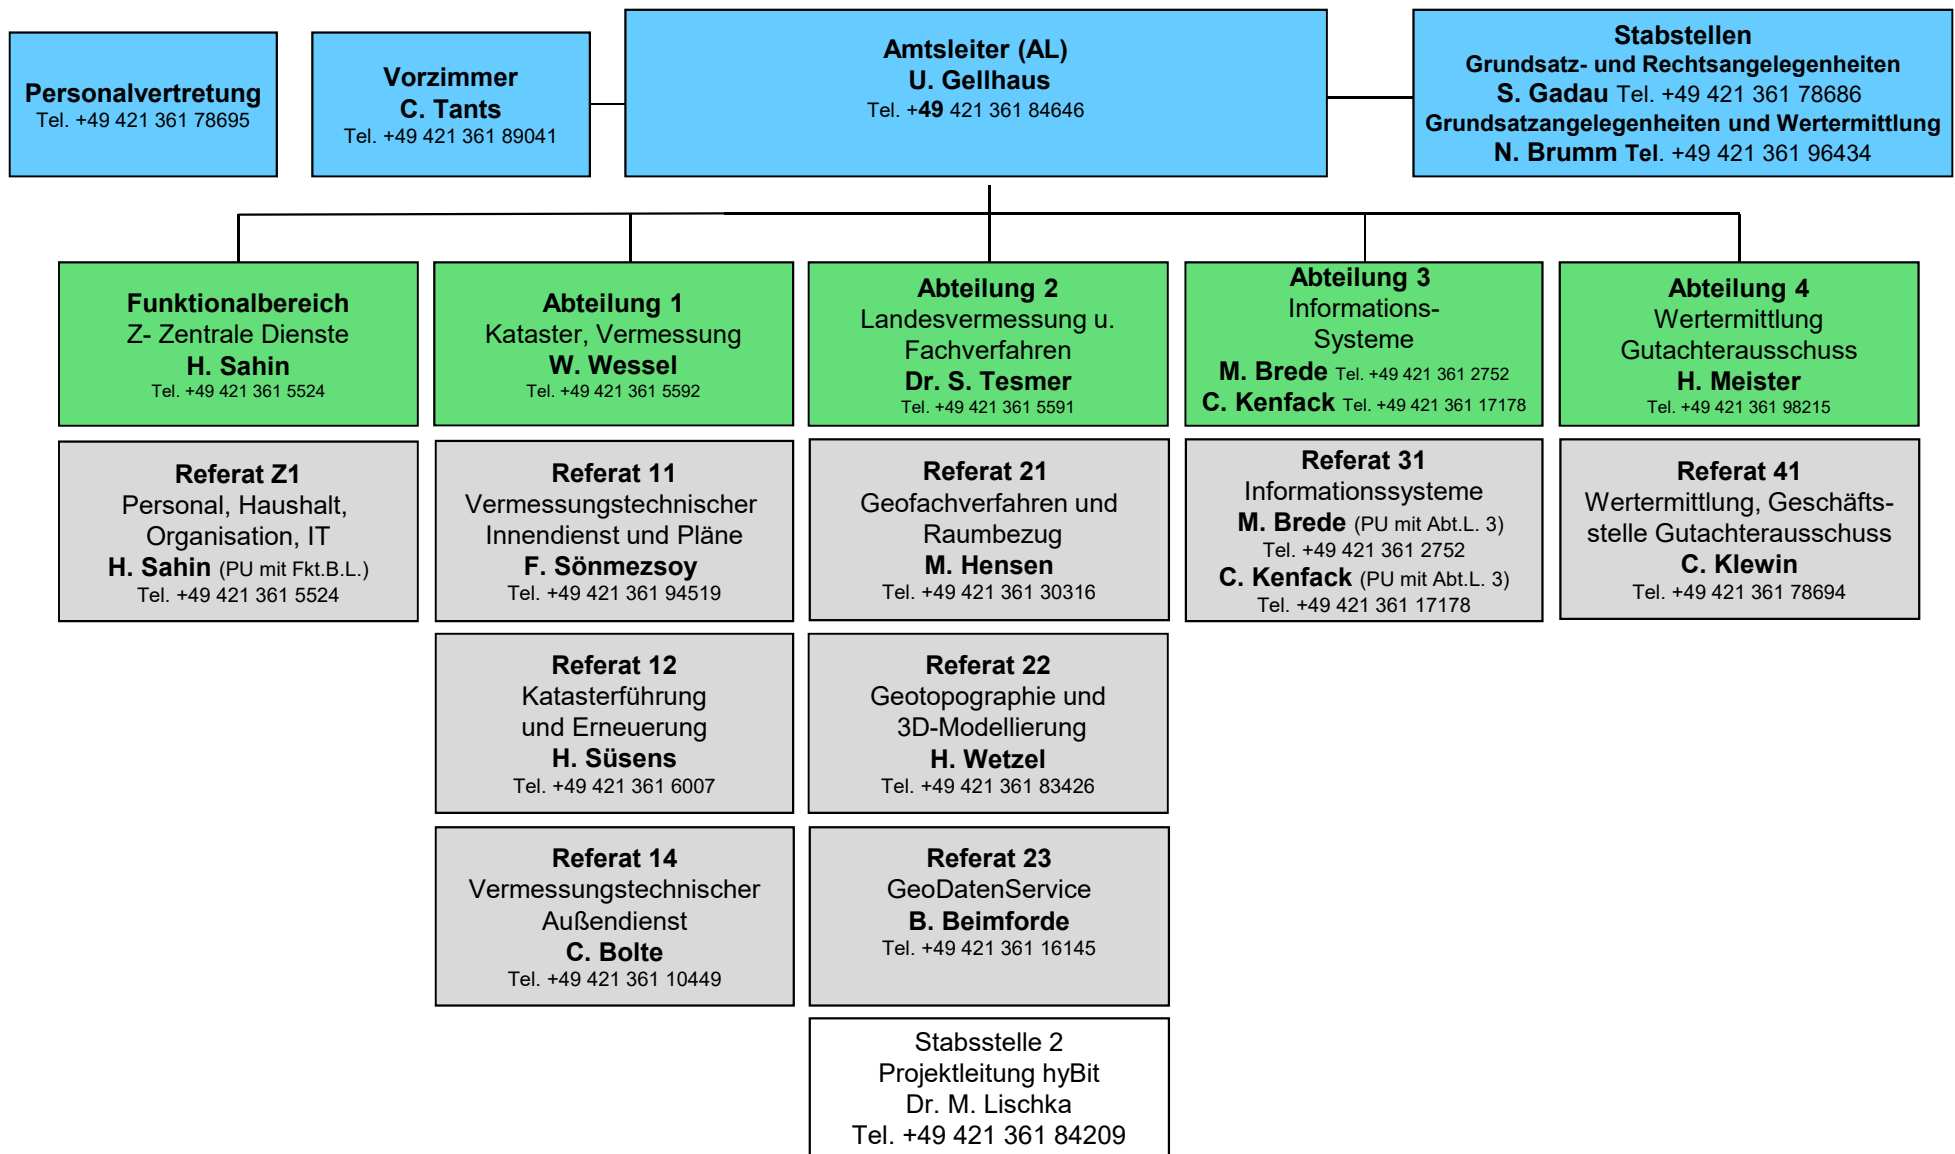 Personalvertretung
Tel. +49 421 361 78695
Vorzimmer
C. Tants
Tel. +49 421 361 89041
Amtsleiter (AL)
U. Gellhaus
Tel. +49 421 361 84646
Stabstellen
Grundsatz- und Rechtsangelegenheiten
S. Gadau Tel. +49 421 361 78686
Grundsatzangelegenheiten und Wertermittlung
N. Brumm Tel. +49 421 361 96434
Funktionalbereich
Z- Zentrale Dienste
H. Sahin
Tel. +49 421 361 5524
Abteilung 1
Kataster, Vermessung
W. Wessel
Tel. +49 421 361 5592
Abteilung 2
Landesvermessung u.
Fachverfahren
Dr. S. Tesmer
Tel. +49 421 361 5591
Abteilung 3
Informations-
Systeme
M. Brede Tel. +49 421 361 2752
C. Kenfack Tel. +49 421 361 17178
Abteilung 4
Wertermittlung
Gutachterausschuss
H. Meister
Tel. +49 421 361 98215
Referat Z1
Personal, Haushalt,
Organisation, IT
H. Sahin (PU mit Fkt.B.L.)
Tel. +49 421 361 5524
Referat 11
Vermessungstechnischer
Innendienst und Pläne
F. Sönmezsoy
Tel. +49 421 361 94519
Referat 21
Geofachverfahren und
Raumbezug
M. Hensen
Tel. +49 421 361 30316
Referat 31
Informationssysteme
M. Brede (PU mit Abt.L. 3)
Tel. +49 421 361 2752
C. Kenfack (PU mit Abt.L. 3)
Tel. +49 421 361 17178
Referat 41
Wertermittlung, Geschäfts-
stelle Gutachterausschuss
C. Klewin
Tel. +49 421 361 78694
Referat 12
Katasterführung
und Erneuerung
H. Süsens
Tel. +49 421 361 6007
Referat 22
Geotopographie und
3D-Modellierung
H. Wetzel
Tel. +49 421 361 83426
Referat 14
Vermessungstechnischer
Außendienst
C. Bolte
Tel. +49 421 361 10449
Referat 23
GeoDatenService
B. Beimforde
Tel. +49 421 361 16145
Stabsstelle 2
Projektleitung hyBit
Dr. M. Lischka
Tel. +49 421 361 84209